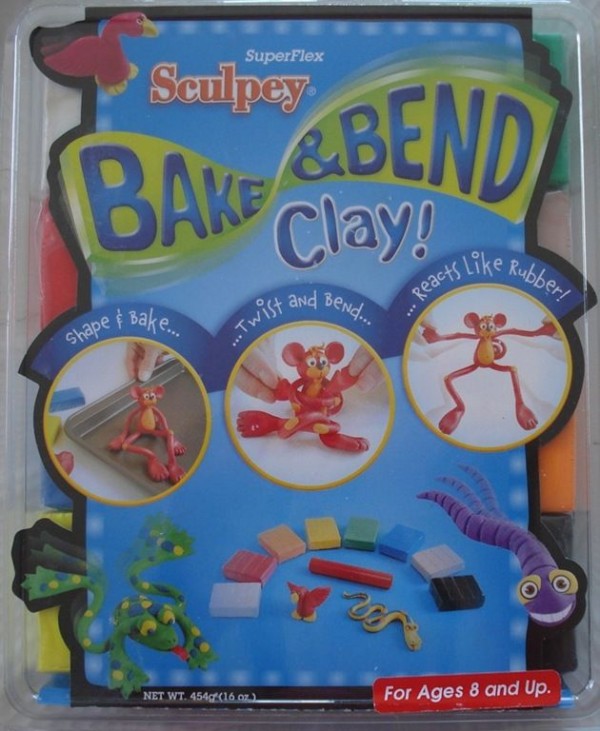 SuperFlex
Sculpey®
BAKE & BEND
Clay!
Shape & Bake...
...Twist and Bend...
...Reacts Like Rubber!
NET WT. 454g (16 oz.)
For Ages 8 and Up.